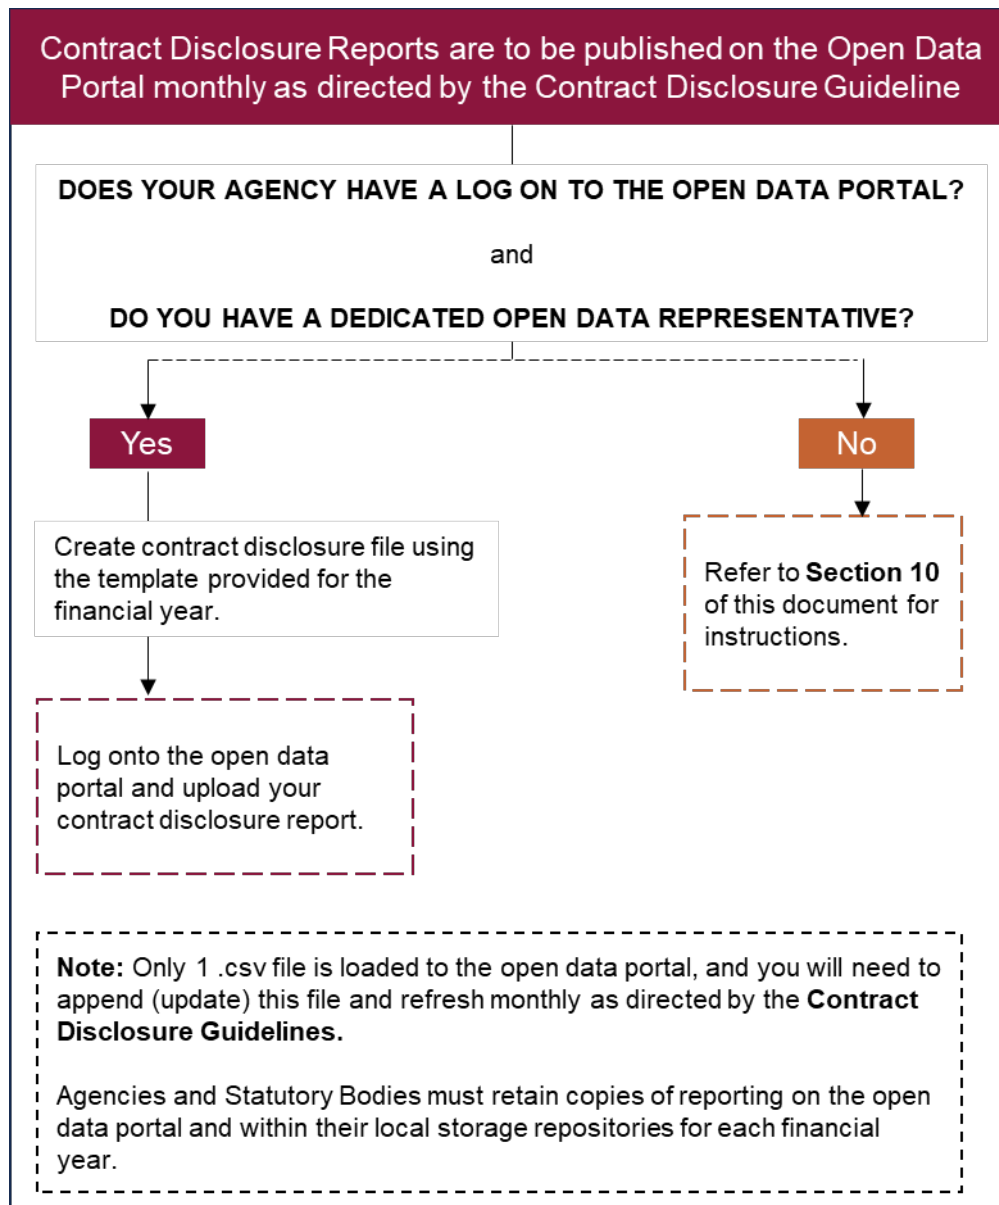 Contract Disclosure Reports are to be published on the Open Data
Portal monthly as directed by the Contract Disclosure Guideline
DOES YOUR AGENCY HAVE A LOG ON TO THE OPEN DATA PORTAL?
and
DO YOU HAVE A DEDICATED OPEN DATA REPRESENTATIVE?
Yes
No
Create contract disclosure file using
the template provided for the
financial year.
Refer to Section 10
of this document for
instructions.
Log onto the open data
portal and upload your
contract disclosure report.
Note: Only 1 .csv file is loaded to the open data portal, and you will need to
append (update) this file and refresh monthly as directed by the Contract
Disclosure Guidelines.
Agencies and Statutory Bodies must retain copies of reporting on the open
data portal and within their local storage repositories for each financial
year.